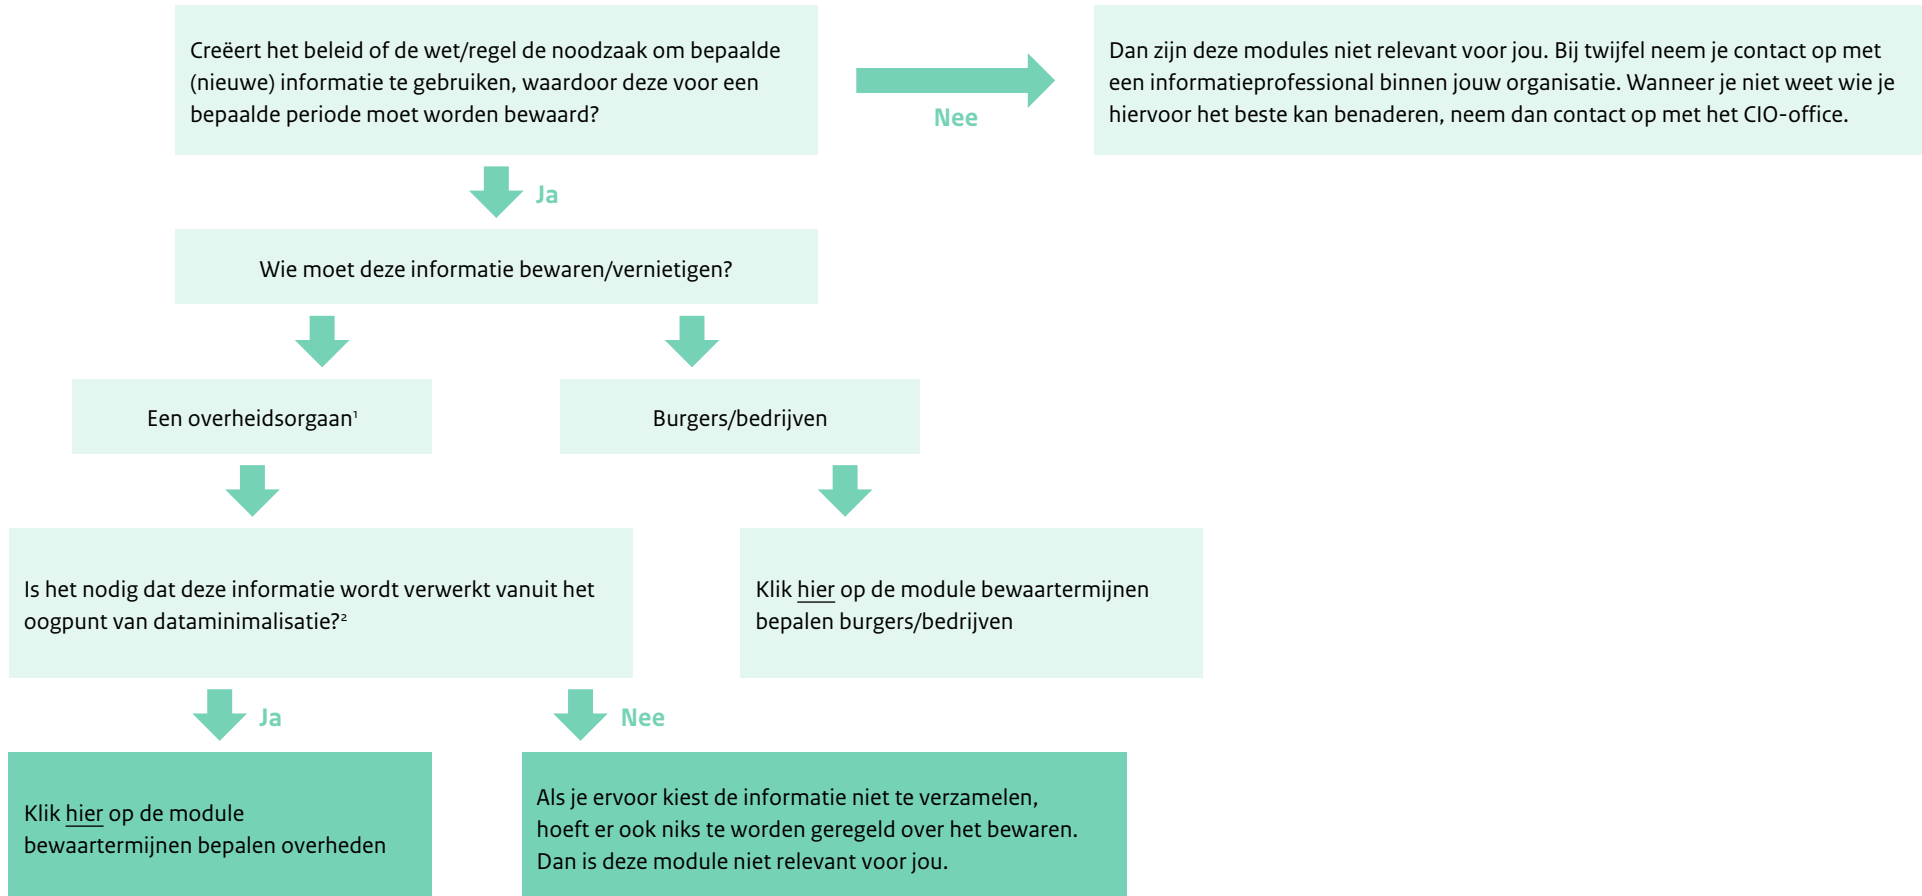 Creëert het beleid of de wet/regel de noodzaak om bepaalde
(nieuwe) informatie te gebruiken, waardoor deze voor een
bepaalde periode moet worden bewaard?
Nee
Dan zijn deze modules niet relevant voor jou. Bij twijfel neem je contact op met
een informatieprofessional binnen jouw organisatie. Wanneer je niet weet wie je
hiervoor het beste kan benaderen, neem dan contact op met het CIO-office.
Ja
Wie moet deze informatie bewaren/vernietigen?
Een overheidsorgaan¹
Burgers/bedrijven
Is het nodig dat deze informatie wordt verwerkt vanuit het
oogpunt van dataminimalisatie?²
Klik hier op de module bewaartermijnen
bepalen burgers/bedrijven
Ja
Nee
Klik hier op de module
bewaartermijnen bepalen overheden
Als je ervoor kiest de informatie niet te verzamelen,
hoeft er ook niks te worden geregeld over het bewaren.
Dan is deze module niet relevant voor jou.